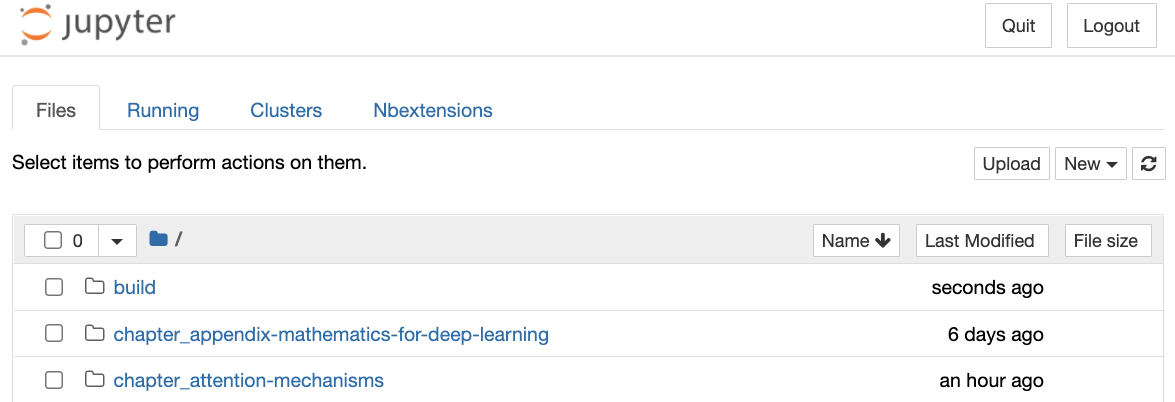 jupyter Quit Logout
Files Running Clusters Nbextensions
Select items to perform actions on them. Upload New
0 / Name Last Modified File size
build seconds ago
chapter_appendix-mathematics-for-deep-learning 6 days ago
chapter_attention-mechanisms an hour ago